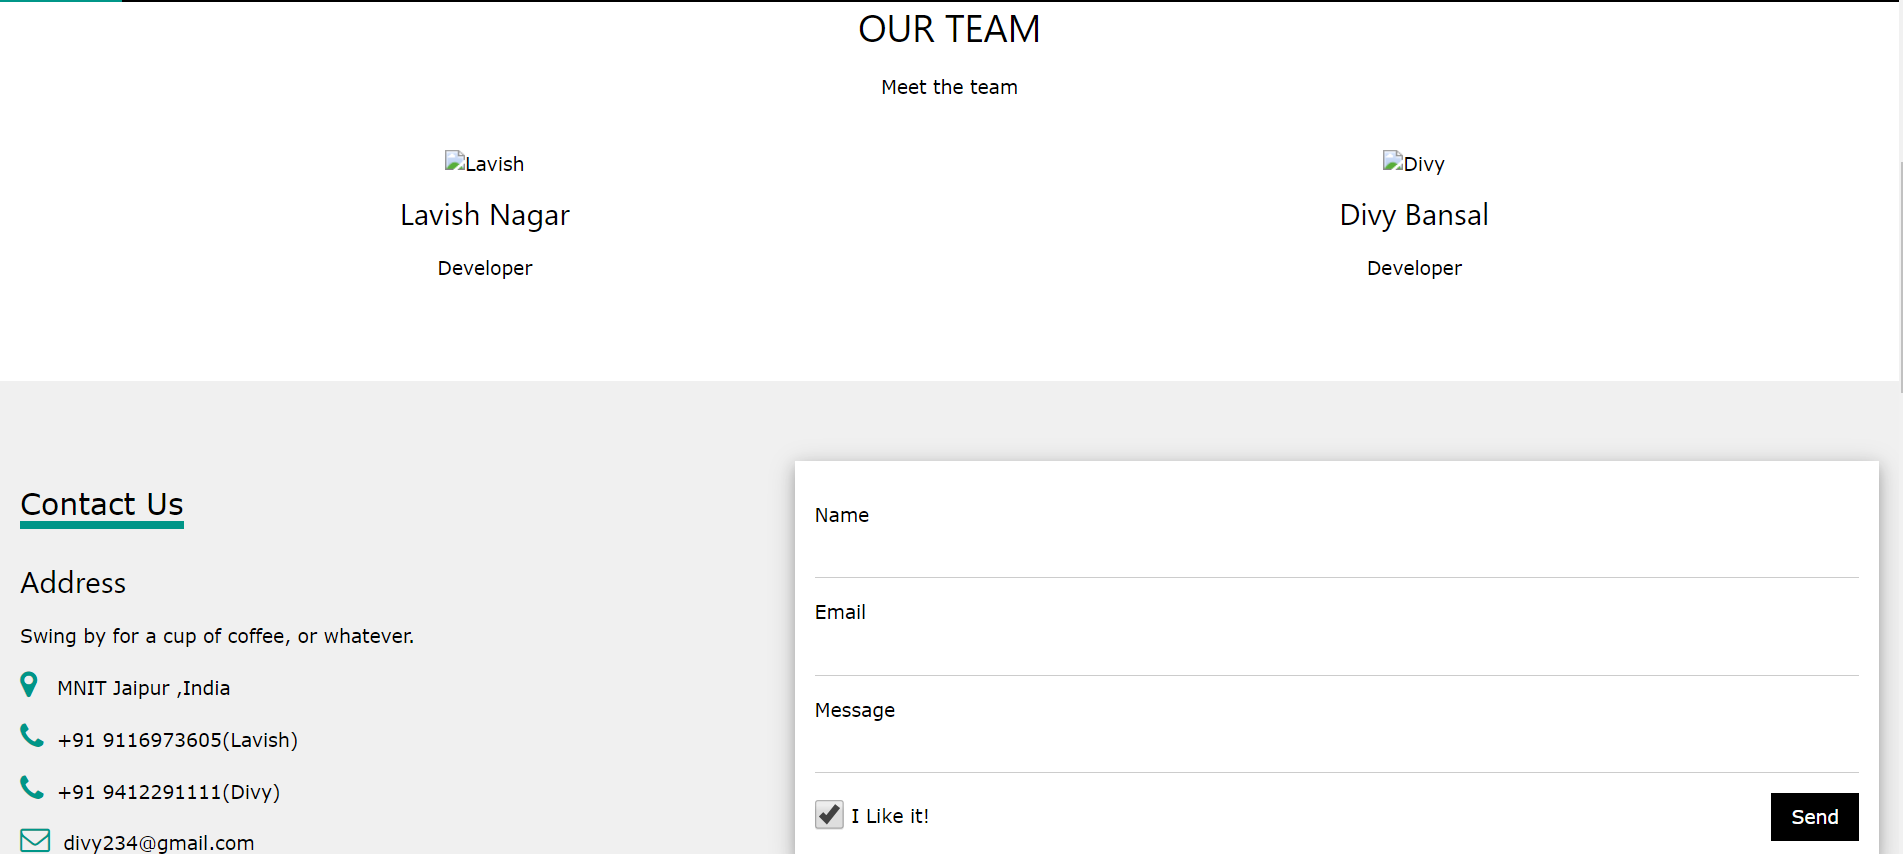 OUR TEAM
Meet the team
Lavish
Divy
Lavish Nagar
Divy Bansal
Developer
Developer
Contact Us
Address
Swing by for a cup of coffee, or whatever.
MNIT Jaipur ,India
+91 9116973605(Lavish)
+91 9412291111(Divy)
divy234@gmail.com
Name
Email
Message
I Like it!
Send